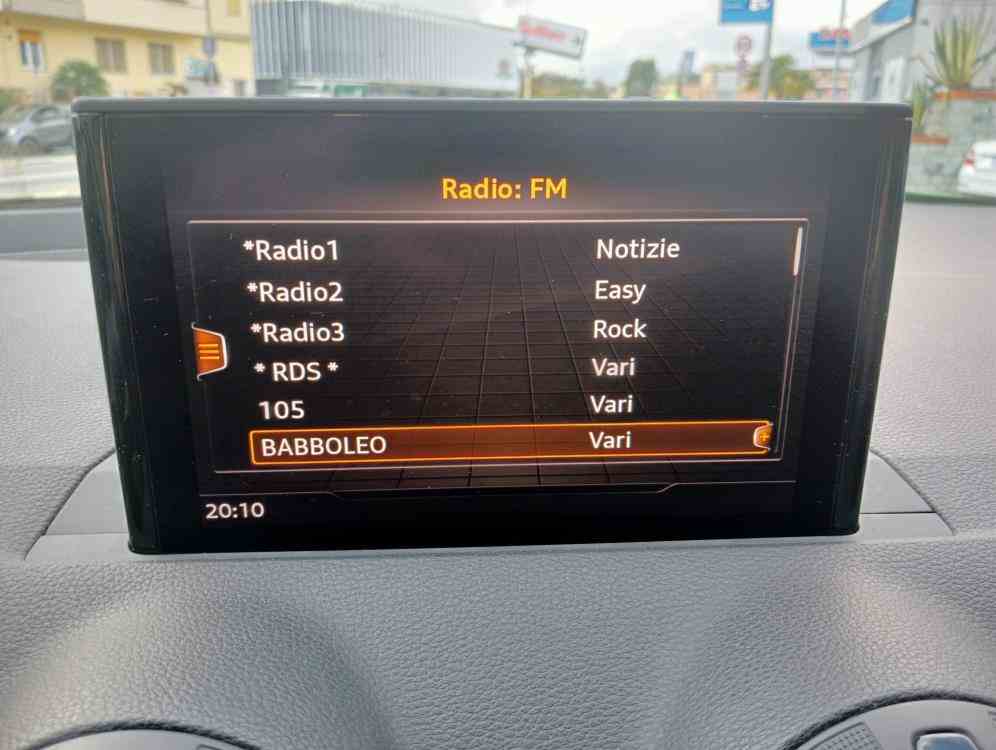 Radio: FM
*Radio1 Notizie
*Radio2 Easy
*Radio3 Rock
* RDS * Vari
105 Vari
BABBOLEO Vari
20:10